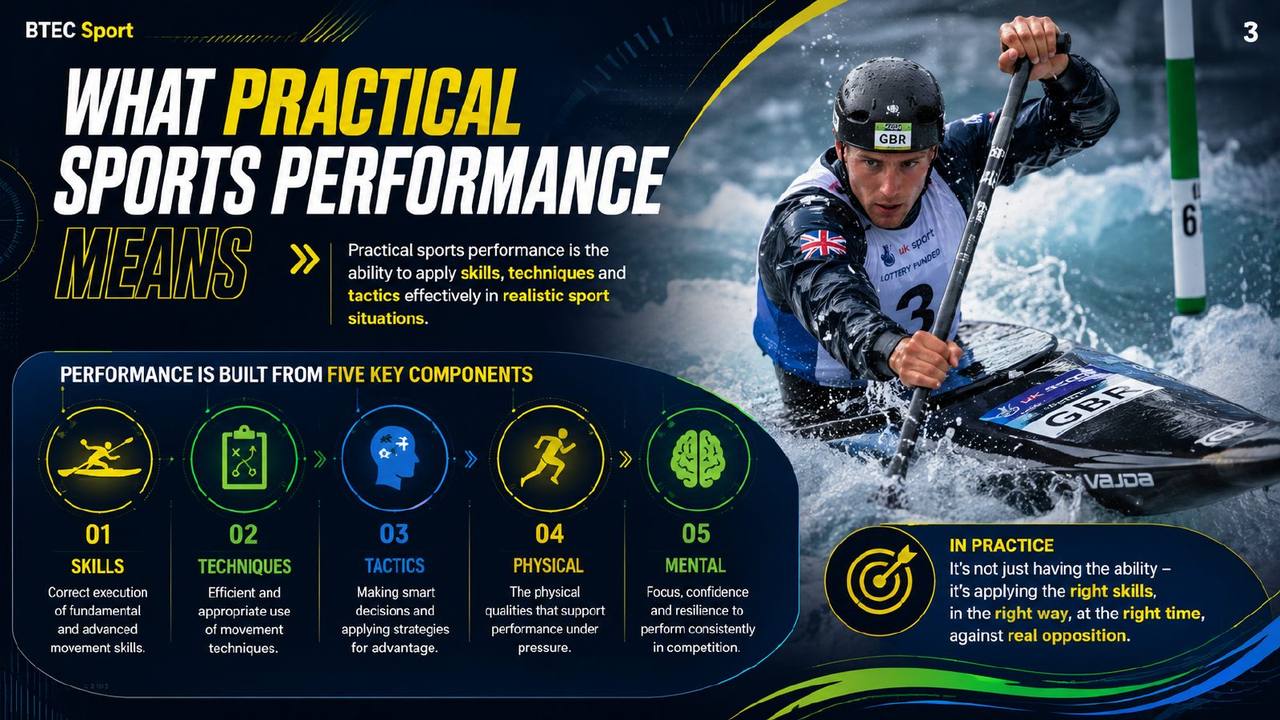 BTEC Sport
3
WHAT PRACTICAL
SPORTS PERFORMANCE
MEANS
Practical sports performance is the
ability to apply skills, techniques and
tactics effectively in realistic sport
situations.
GBR
uk sport
LOTTERY FUNDED
3
6
GBR
VAJDA
PERFORMANCE IS BUILT FROM FIVE KEY COMPONENTS
01
SKILLS
Correct execution
of fundamental
and advanced
movement skills.
02
TECHNIQUES
Efficient and
appropriate use
of movement
techniques.
03
TACTICS
Making smart
decisions and
applying strategies
for advantage.
04
PHYSICAL
The physical
qualities that support
performance under
pressure.
05
MENTAL
Focus, confidence
and resilience to
perform consistently
in competition.
IN PRACTICE
It's not just having the ability –
it's applying the right skills,
in the right way, at the right time,
against real opposition.